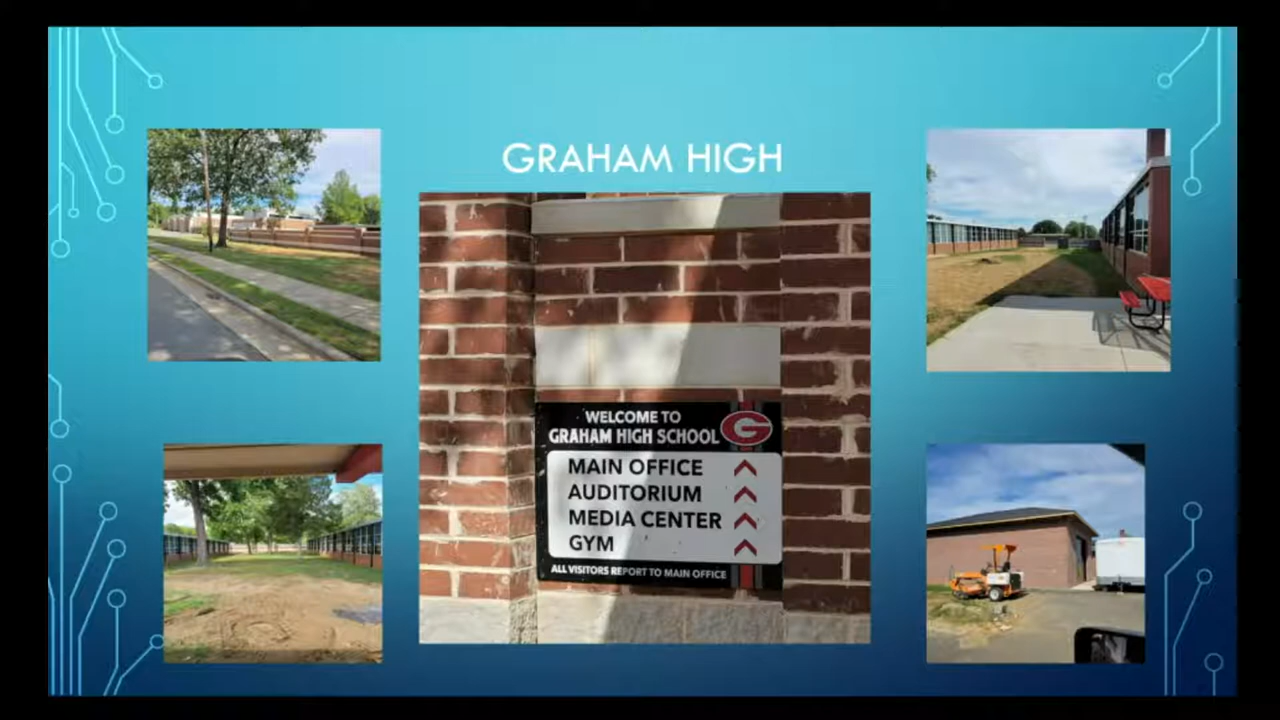 GRAHAM HIGH
WELCOME TO
GRAHAM HIGH SCHOOL
G
MAIN OFFICE
AUDITORIUM
MEDIA CENTER
GYM
ALL VISITORS REPORT TO MAIN OFFICE